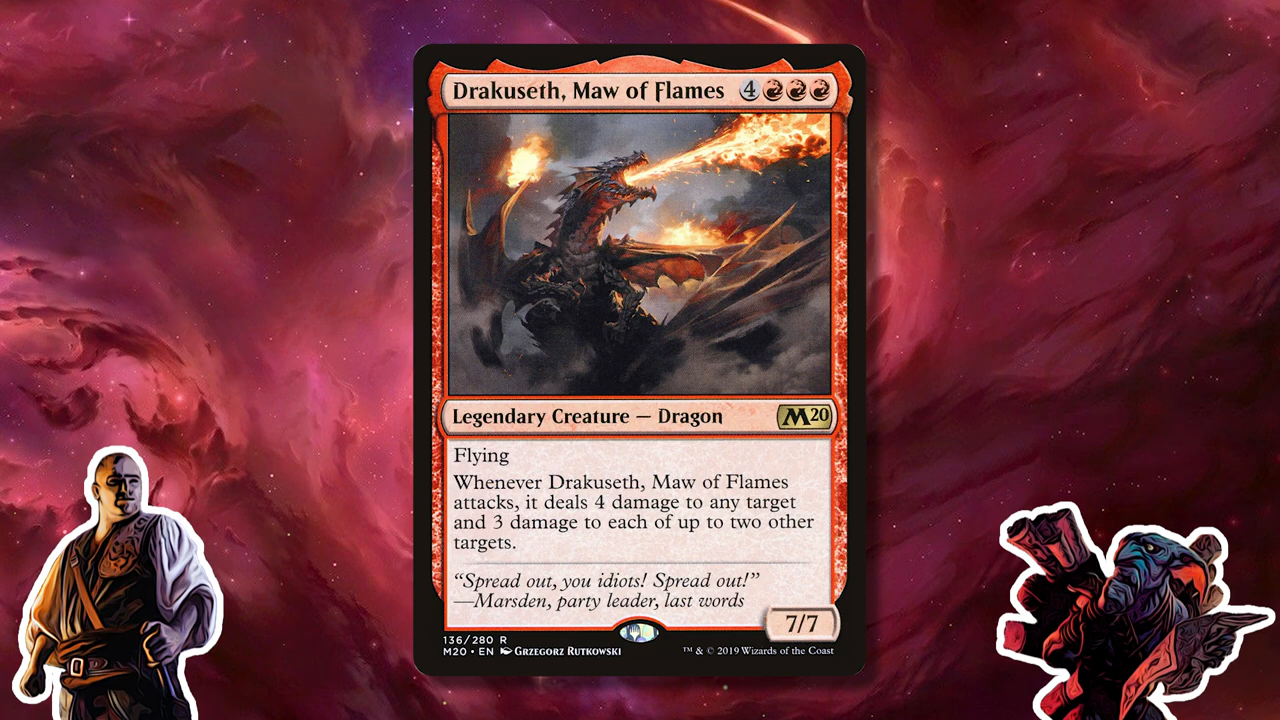 Drakuseth, Maw of Flames 4
Legendary Creature — Dragon M20
Flying
Whenever Drakuseth, Maw of Flames
attacks, it deals 4 damage to any target
and 3 damage to each of up to two other
targets.
“Spread out, you idiots! Spread out!”
—Marsden, party leader, last words
7/7
136/280 R
M20 • EN Grzegorz Rutkowski
™ & © 2019 Wizards of the Coast